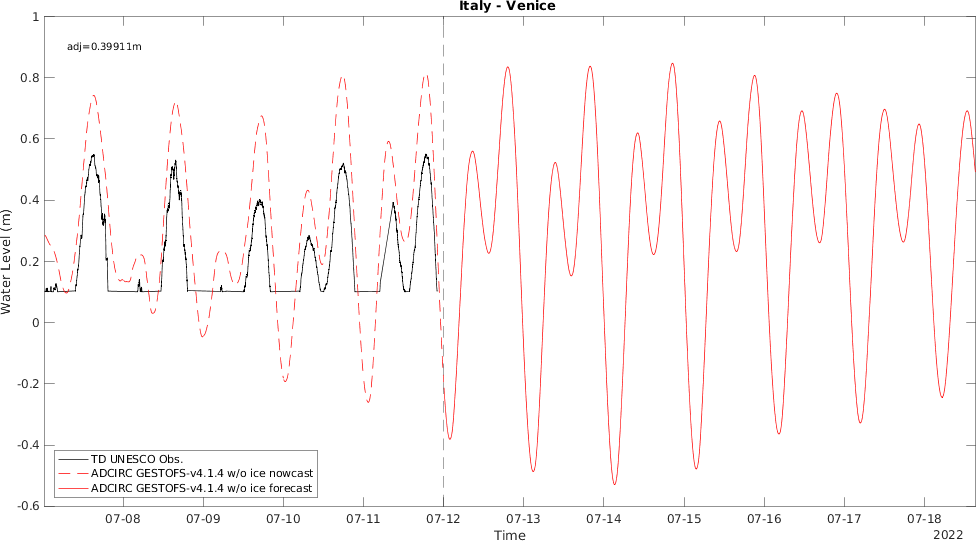 Italy - Venice
adj=0.39911m
Water Level (m)
1
0.8
0.6
0.4
0.2
0
-0.2
-0.4
-0.6
TD UNESCO Obs.
ADCIRC GESTOFS-v4.1.4 w/o ice nowcast
ADCIRC GESTOFS-v4.1.4 w/o ice forecast
07-08 07-09 07-10 07-11 07-12 07-13 07-14 07-15 07-16 07-17 07-18
Time
2022